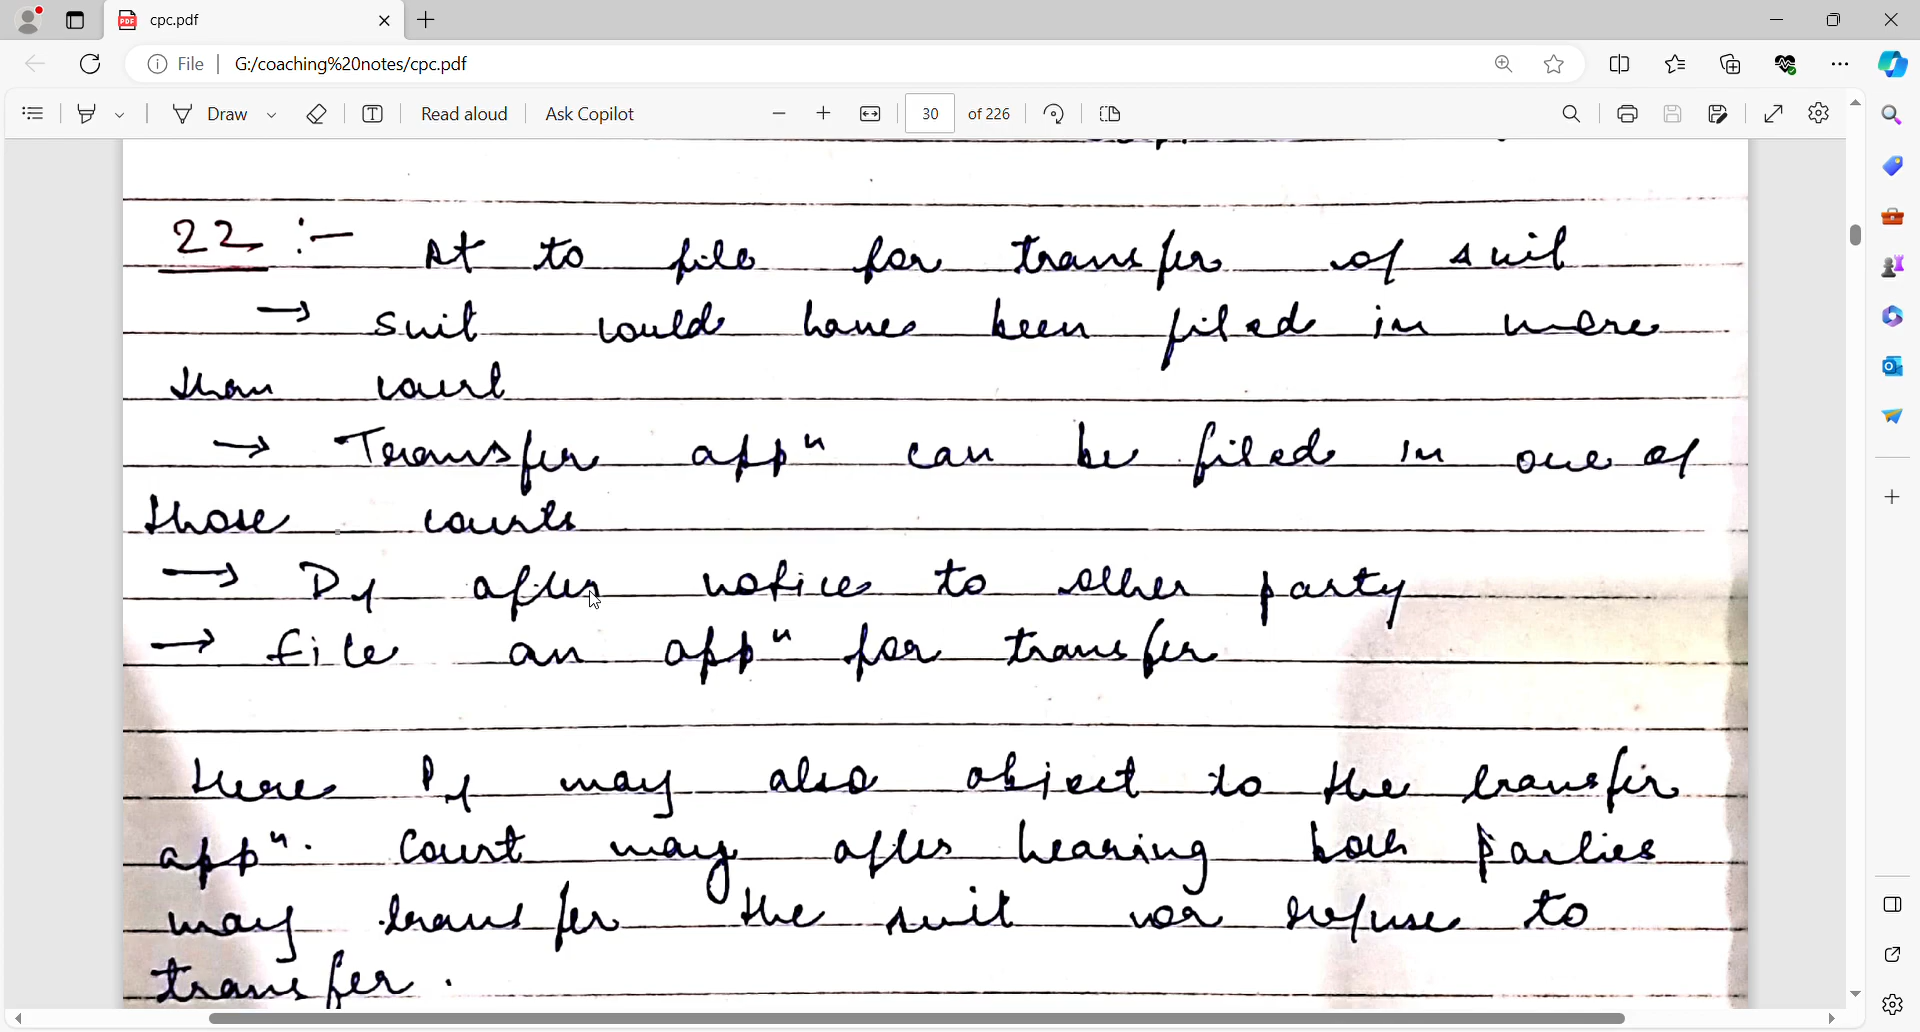 cpc.pdf
File G:/coaching%20notes/cpc.pdf
Draw Read aloud Ask Copilot 30 of 226
22 :- At to file for transfer of suit
→ suit could have been filed in more
than court
→ Transfer appⁿ can be filed in one of
those courts
→ Df after notice to other party
→ file an appⁿ for transfer
Here Pf may also object to the transfer
appⁿ. Court may after hearing both parties
may transfer the suit or refuse to
transfer.